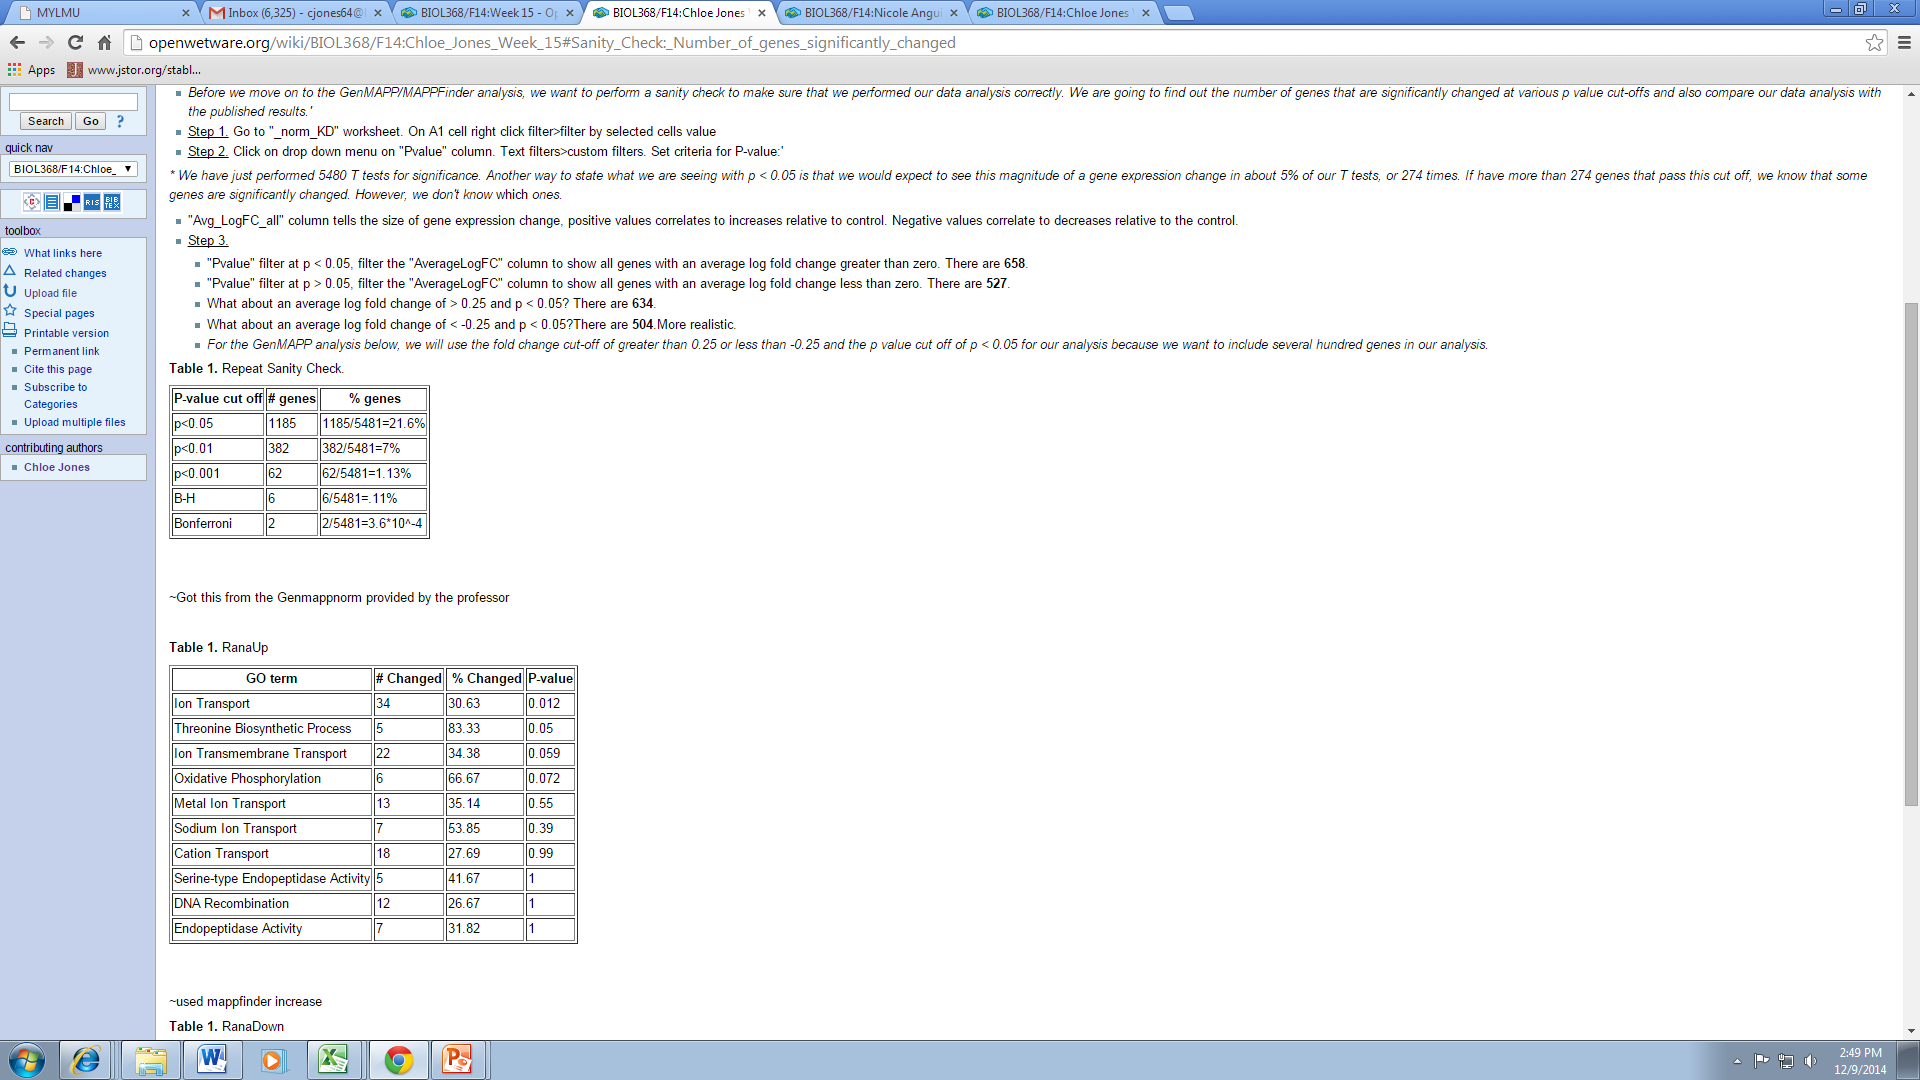 MYLMU
Inbox (6,325) - cjones64@
BIOL368/F14:Week 15 - Op
BIOL368/F14:Chloe Jones
BIOL368/F14:Nicole Angui
BIOL368/F14:Chloe Jones
openwetware.org/wiki/BIOL368/F14:Chloe_Jones_Week_15#Sanity_Check:_Number_of_genes_significantly_changed
Apps www.jstor.org/stabl...
Search Go ?
quick nav
BIOL368/F14:Chloe_
RIS BIB TEX
toolbox
What links here
Related changes
Upload file
Special pages
Printable version
Permanent link
Cite this page
Subscribe to
Categories
Upload multiple files
contributing authors
Chloe Jones
Before we move on to the GenMAPP/MAPPFinder analysis, we want to perform a sanity check to make sure that we performed our data analysis correctly. We are going to find out the number of genes that are significantly changed at various p value cut-offs and also compare our data analysis with
the published results.'
Step 1. Go to "_norm_KD" worksheet. On A1 cell right click filter>filter by selected cells value
Step 2. Click on drop down menu on "Pvalue" column. Text filters>custom filters. Set criteria for P-value:'
* We have just performed 5480 T tests for significance. Another way to state what we are seeing with p < 0.05 is that we would expect to see this magnitude of a gene expression change in about 5% of our T tests, or 274 times. If have more than 274 genes that pass this cut off, we know that some
genes are significantly changed. However, we don't know which ones.
"Avg_LogFC_all" column tells the size of gene expression change, positive values correlates to increases relative to control. Negative values correlate to decreases relative to the control.
Step 3.
"Pvalue" filter at p < 0.05, filter the "AverageLogFC" column to show all genes with an average log fold change greater than zero. There are 658.
"Pvalue" filter at p > 0.05, filter the "AverageLogFC" column to show all genes with an average log fold change less than zero. There are 527.
What about an average log fold change of > 0.25 and p < 0.05? There are 634.
What about an average log fold change of < -0.25 and p < 0.05?There are 504.More realistic.
For the GenMAPP analysis below, we will use the fold change cut-off of greater than 0.25 or less than -0.25 and the p value cut off of p < 0.05 for our analysis because we want to include several hundred genes in our analysis.
Table 1. Repeat Sanity Check.
P-value cut off # genes % genes
p<0.05 1185 1185/5481=21.6%
p<0.01 382 382/5481=7%
p<0.001 62 62/5481=1.13%
B-H 6 6/5481=.11%
Bonferroni 2 2/5481=3.6*10^-4
~Got this from the Genmappnorm provided by the professor
Table 1. RanaUp
GO term # Changed % Changed P-value
Ion Transport 34 30.63 0.012
Threonine Biosynthetic Process 5 83.33 0.05
Ion Transmembrane Transport 22 34.38 0.059
Oxidative Phosphorylation 6 66.67 0.072
Metal Ion Transport 13 35.14 0.55
Sodium Ion Transport 7 53.85 0.39
Cation Transport 18 27.69 0.99
Serine-type Endopeptidase Activity 5 41.67 1
DNA Recombination 12 26.67 1
Endopeptidase Activity 7 31.82 1
~used mappfinder increase
Table 1. RanaDown
2:49 PM
12/9/2014